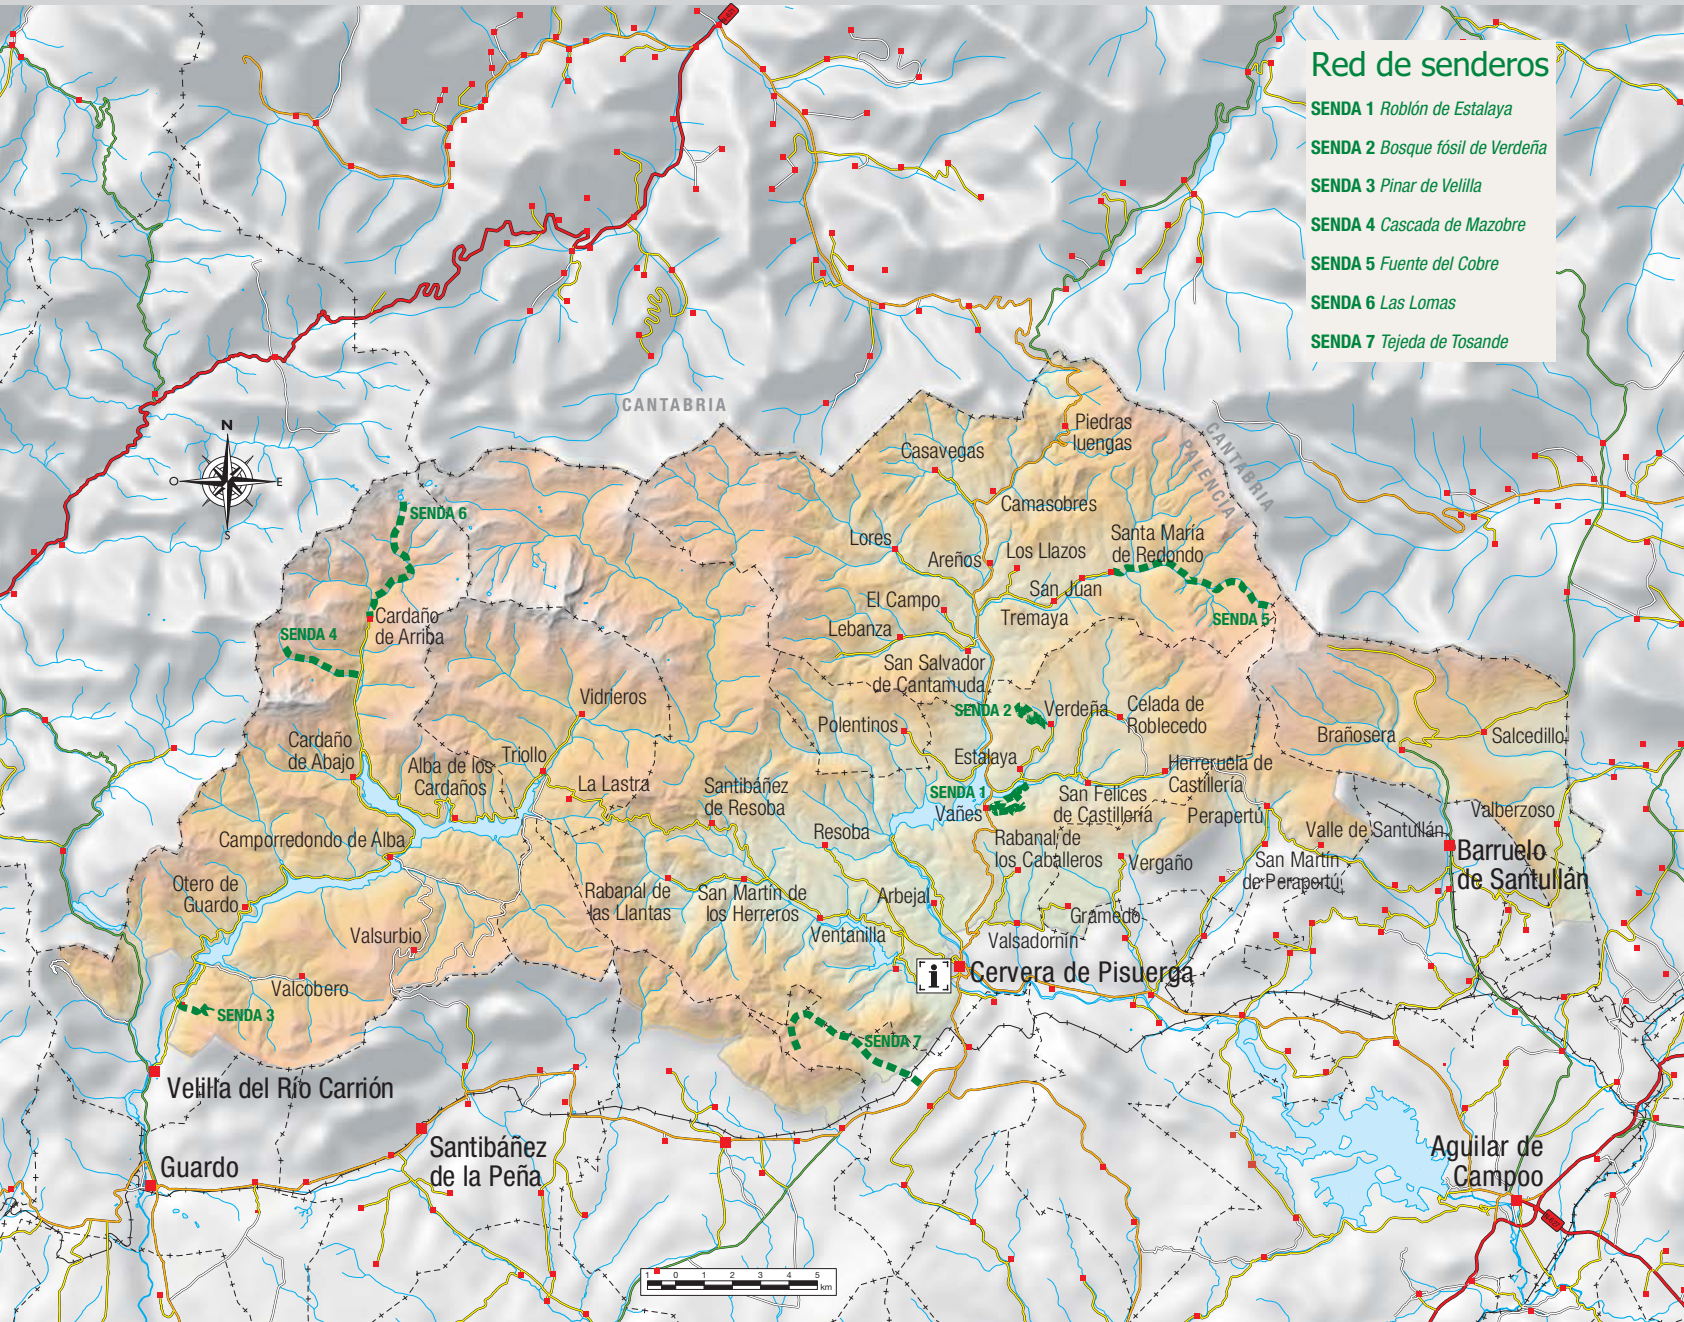 Red de senderos
SENDA 1 Roblón de Estalaya
SENDA 2 Bosque fósil de Verdeña
SENDA 3 Pinar de Velilla
SENDA 4 Cascada de Mazobre
SENDA 5 Fuente del Cobre
SENDA 6 Las Lomas
SENDA 7 Tejeda de Tosande
CANTABRIA
N
O
E
S
CANTABRIA
PALENCIA
Piedras
luengas
Casavegas
Camasobres
SENDA 6
Lores
Areños
Los Llazos
Santa María
de Redondo
San Juan
El Campo
Tremaya
SENDA 5
Cardaño
de Arriba
SENDA 4
Lebanza
San Salvador
de Cantamuda
Vidrieros
SENDA 2
Verdeña
Celada de
Roblecedo
Polentinos
Brañosera
Salcedillo
Cardaño
de Abajo
Alba de los
Cardaños
Triollo
La Lastra
Estalaya
Herreruela de
Castillería
Santibáñez
de Resoba
SENDA 1
Vañes
San Felices
de Castillería
Perapertú
Valle de Santullán
Valberzoso
Camporredondo de Alba
Resoba
Rabanal de
los Caballeros
Vergaño
San Martín
de Perapertú
Barruelo
de Santullán
Otero de
Guardo
Rabanal de
las Llantas
San Martín de
los Herreros
Arbejal
Gramedo
Valsurbio
Ventanilla
Valsadornín
Cervera de Pisuerga
i
Valcobero
SENDA 3
SENDA 7
Velilla del Río Carrión
Santibáñez
de la Peña
Guardo
Aguilar de
Campoo
1 0 1 2 3 4 5
km